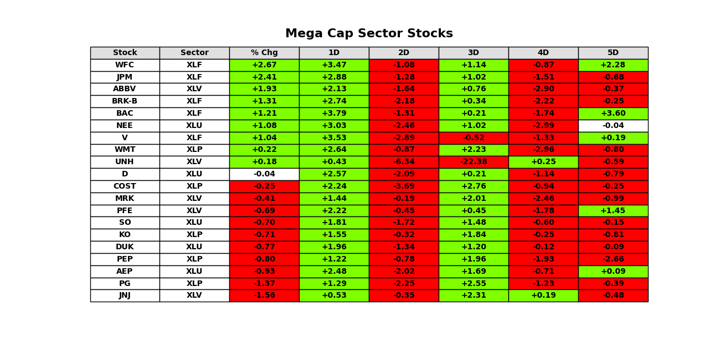 Mega Cap Sector Stocks
Stock Sector % Chg 1D 2D 3D 4D 5D
WFC XLF +2.67 +3.47 -1.08 +1.14 -0.87 +2.28
JPM XLF +2.41 +2.88 -1.28 +1.02 -1.51 -0.68
ABBV XLV +1.93 +2.13 -1.64 +0.76 -2.90 -0.37
BRK-B XLF +1.31 +2.74 -2.18 +0.34 -2.22 -0.25
BAC XLF +1.21 +3.79 -1.31 +0.21 -1.74 +3.60
NEE XLU +1.08 +3.03 -2.46 +1.02 -2.99 -0.04
V XLF +1.04 +3.53 -2.89 -0.52 -1.33 +0.19
WMT XLP +0.22 +2.64 -0.87 +2.23 -2.96 -0.80
UNH XLV +0.18 +0.43 -6.34 -22.38 +0.25 -0.59
D XLU -0.04 +2.57 -2.09 +0.21 -1.14 -0.79
COST XLP -0.25 +2.24 -3.69 +2.76 -0.94 -0.25
MRK XLV -0.41 +1.44 -0.19 +2.01 -2.46 -0.99
PFE XLV -0.69 +2.22 -0.45 +0.45 -1.78 +1.45
SO XLU -0.70 +1.81 -1.72 +1.48 -0.60 -0.15
KO XLP -0.71 +1.55 -0.32 +1.84 -0.25 -0.81
DUK XLU -0.77 +1.96 -1.34 +1.20 -0.12 -0.09
PEP XLP -0.80 +1.22 -0.78 +1.96 -1.93 -2.66
AEP XLU -0.93 +2.48 -2.02 +1.69 -0.71 +0.09
PG XLP -1.37 +1.29 -2.25 +2.55 -1.23 -0.39
JNJ XLV -1.56 +0.53 -0.35 +2.31 +0.19 -0.48